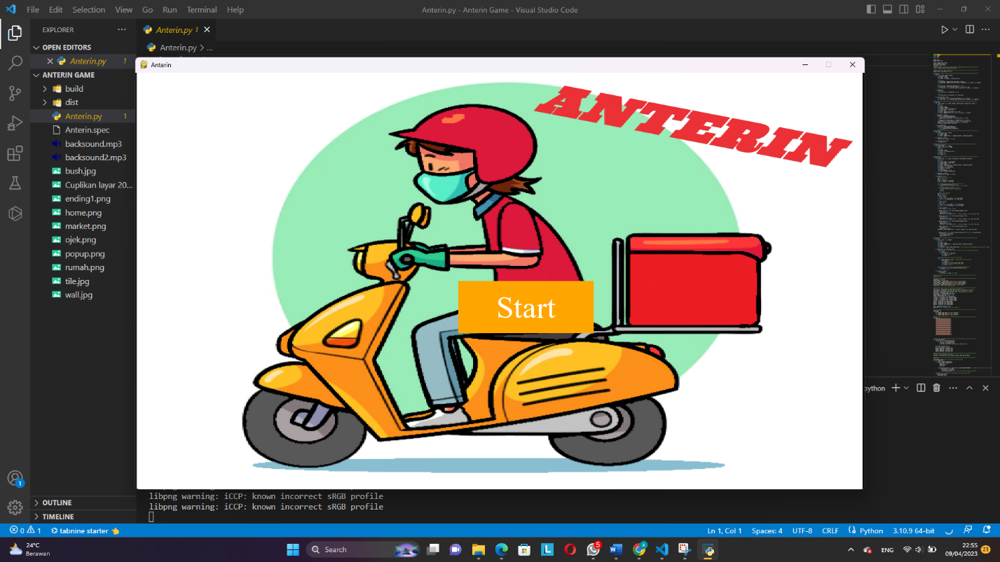 File Edit Selection View Go Run Terminal Help
Anterin.py - Anterin Game - Visual Studio Code
EXPLORER
Anterin.py 1
OPEN EDITORS
Anterin.py > ...
Anterin.py 1
ANTERIN GAME
build
dist
Anterin.py 1
Anterin.spec
backsound.mp3
backsound2.mp3
bush.jpg
Cuplikan layar 20...
ending1.png
home.png
market.png
ojek.png
popup.png
rumah.png
tile.jpg
wall.jpg
OUTLINE
TIMELINE
Anterin
ANTERIN
Start
python
libpng warning: iCCP: known incorrect sRGB profile
libpng warning: iCCP: known incorrect sRGB profile
1
0 1 tabnine starter
Ln 1, Col 1 Spaces: 4 UTF-8 CRLF Python 3.10.9 64-bit
24°C
Berawan
Search
5
ENG
22:55
09/04/2023
23